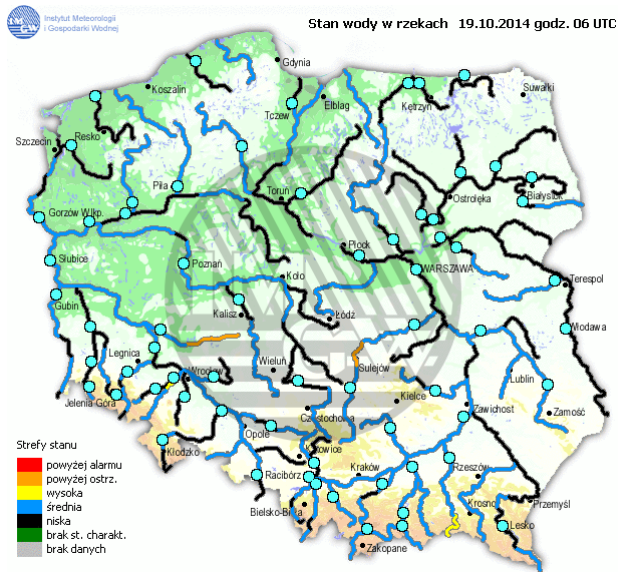 Instytut Meteorologii
i Gospodarki Wodnej
Stan wody w rzekach 19.10.2014 godz. 06 UTC
Gdynia
Koszalin
Elbląg
Suwałki
Kętrzyn
Tczew
Resko
Szczecin
Piła
Toruń
Ostrołęka
Białystok
Gorzów Wlkp.
Płock
Słubice
Poznań
Koło
WARSZAWA
Terespol
Gubin
Kalisz
Łódź
Włodawa
Legnica
Wieluń
Sulejów
Wrocław
Lublin
Jelenia Góra
Kielce
Zawichost
Zamość
Częstochowa
Opole
Kłodzko
Katowice
Kraków
Rzeszów
Racibórz
Bielsko-Biała
Krosno
Przemyśl
Lesko
Zakopane
Strefy stanu
powyżej alarmu
powyżej ostrz.
wysoka
średnia
niska
brak st. charakt.
brak danych